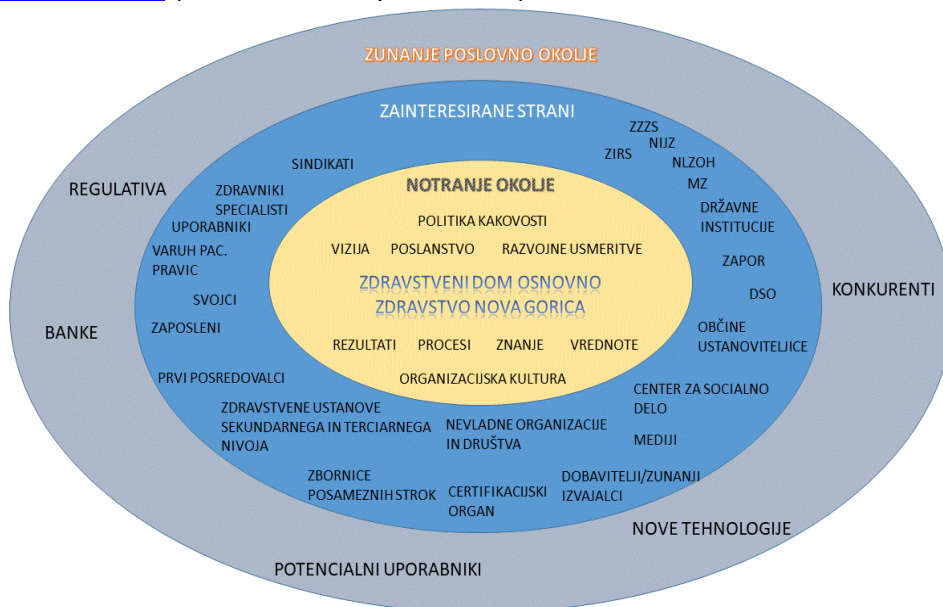 ZUNANJE POSLOVNO OKOLJE
ZAINTERESIRANE STRANI
ZZZS
NIJZ
ZIRS
NLZOH
MZ
SINDIKATI
REGULATIVA
ZDRAVNIKI
SPECIALISTI
UPORABNIKI
VARUH PAC.
PRAVIC
SVOJCI
ZAPOSLENI
BANKE
PRVI POSREDOVALCI
NOTRANJE OKOLJE
POLITIKA KAKOVOSTI
VIZIJA POSLANSTVO RAZVOJNE USMERITVE
ZDRAVSTVENI DOM OSNOVNO
ZDRAVSTVO NOVA GORICA
REZULTATI PROCESI ZNANJE VREDNOTE
ORGANIZACIJSKA KULTURA
DRŽAVNE
INSTITUCIJE
ZAPOR
DSO
KONKURENTI
OBČINE
USTANOVITELJICE
CENTER ZA SOCIALNO
DELO
MEDIJI
ZDRAVSTVENE USTANOVE
SEKUNDARNEGA IN TERCIARNEGA
NIVOJA
NEVLADNE ORGANIZACIJE
IN DRUŠTVA
ZBORNICE
POSAMEZNIH STROK
CERTIFIKACIJSKI
ORGAN
DOBAVITELJI/ZUNANJI
IZVAJALCI
NOVE TEHNOLOGIJE
POTENCIALNI UPORABNIKI